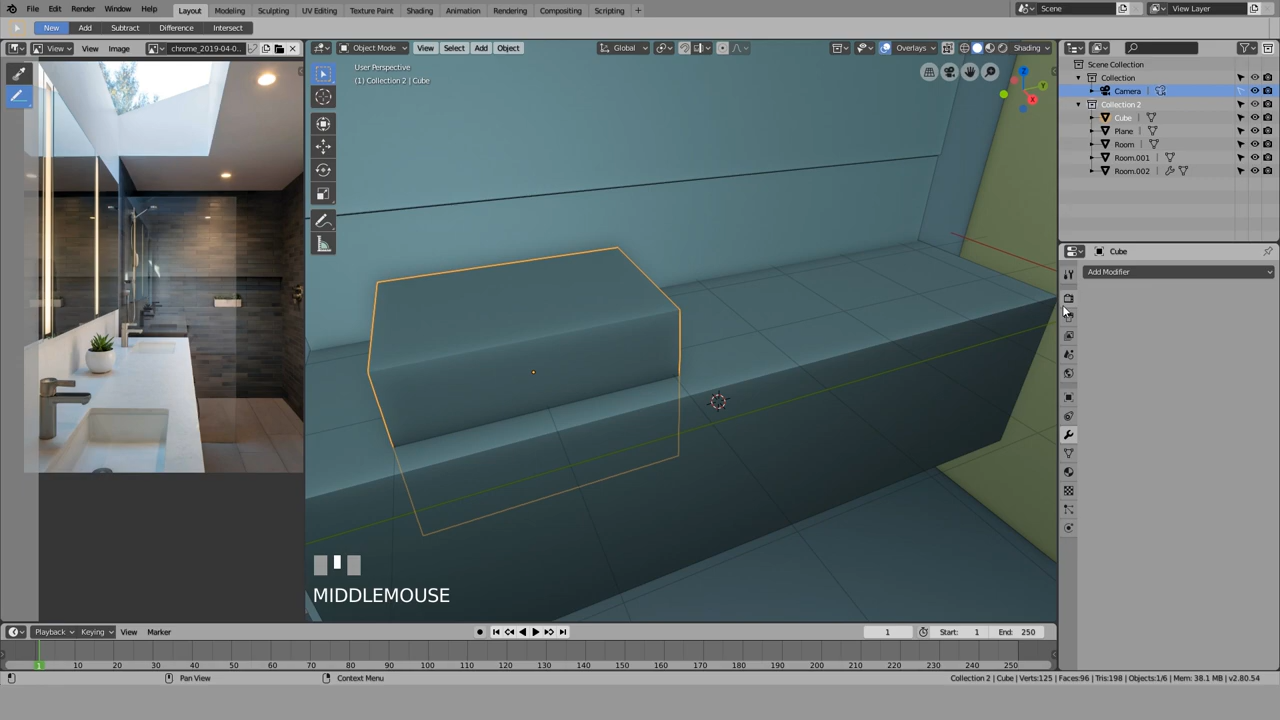 File Edit Render Window Help Layout Modeling Sculpting UV Editing Texture Paint Shading Animation Rendering Compositing Scripting + Scene View Layer
New Add Subtract Difference Intersect
View View Image chrome_2019-04-0... Object Mode View Select Add Object Global Overlays Shading
User Perspective
(1) Collection 2 | Cube
Scene Collection
Collection
Camera
Collection 2
Cube
Plane
Room
Room.001
Room.002
Cube
Add Modifier
X
Y
Z
MIDDLEMOUSE
Playback Keying View Marker 1 Start: 1 End: 250
1 10 20 30 40 50 60 70 80 90 100 110 120 130 140 150 160 170 180 190 200 210 220 230 240 250
Pan View Context Menu Collection 2 | Cube | Verts:125 | Faces:96 | Tris:198 | Objects:1/6 | Mem: 38.1 MB | v2.80.54